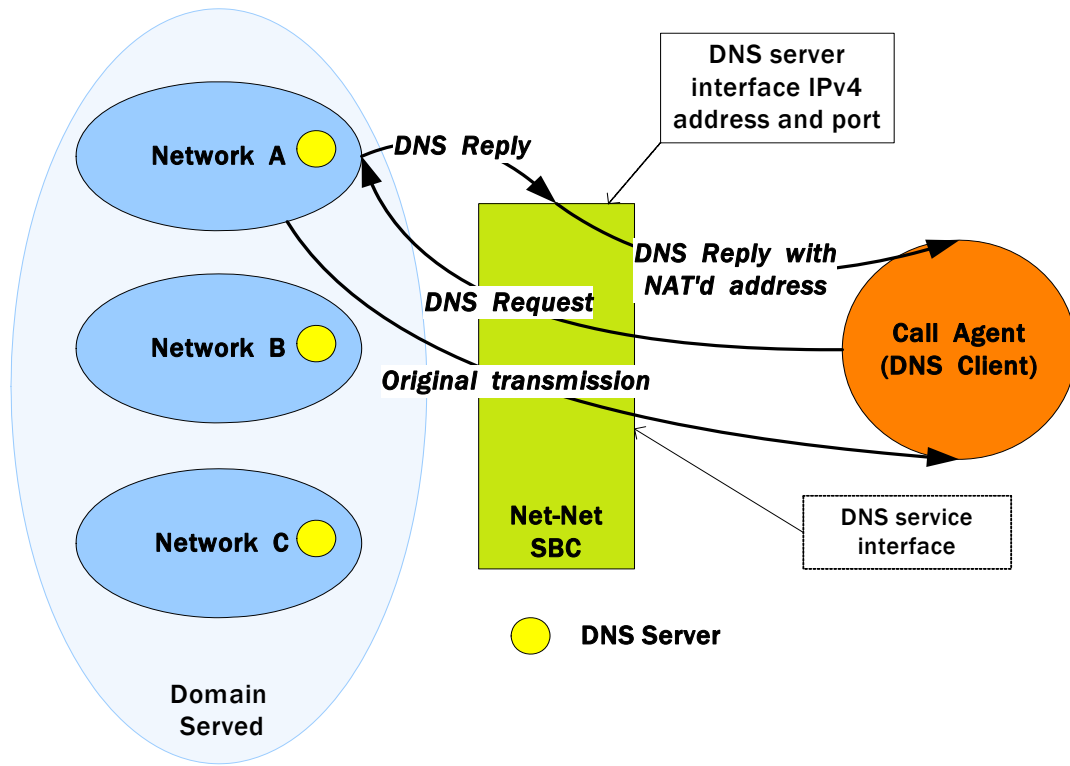 DNS server
interface IPv4
address and port
Network A
DNS Reply
DNS Reply with
NAT'd address
DNS Request
Call Agent
(DNS Client)
Network B
Original transmission
Net-Net
SBC
DNS service
interface
Network C
DNS Server
Domain
Served